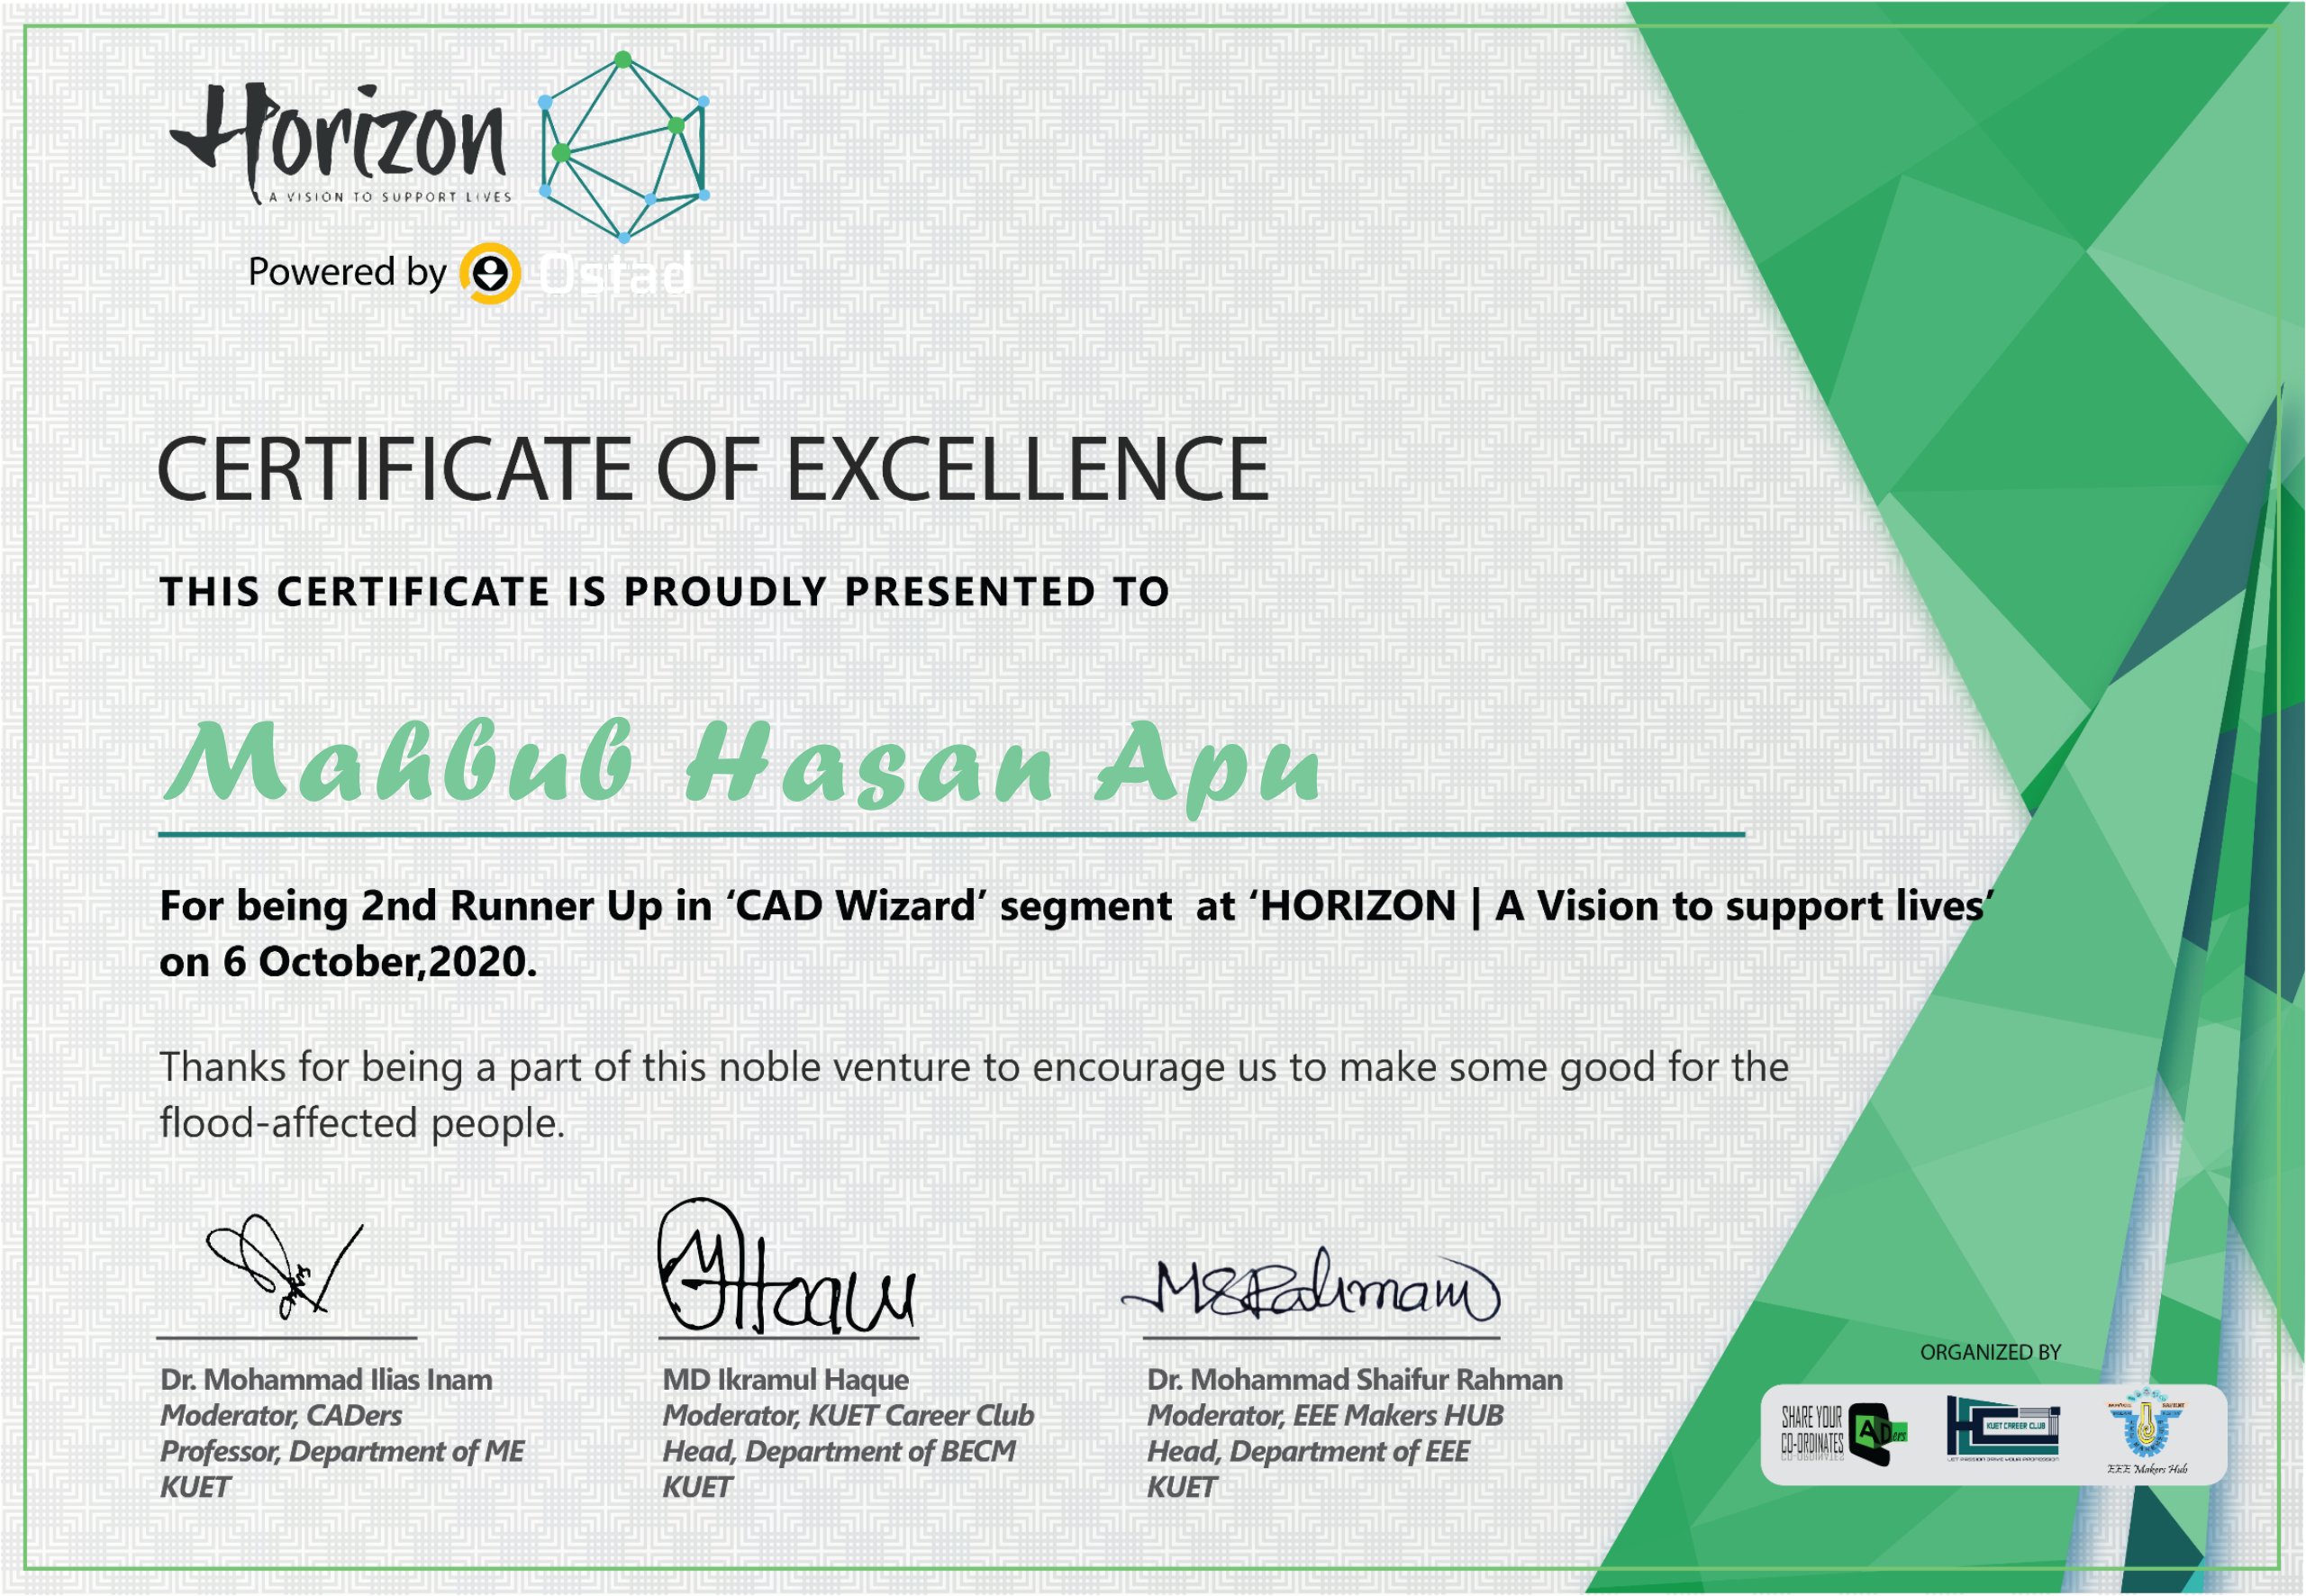 Horizon
A VISION TO SUPPORT LIVES
Powered by Ostad
CERTIFICATE OF EXCELLENCE
THIS CERTIFICATE IS PROUDLY PRESENTED TO
Mahbub Hasan Apu
For being 2nd Runner Up in ‘CAD Wizard’ segment at ‘HORIZON | A Vision to support lives’
on 6 October,2020.
Thanks for being a part of this noble venture to encourage us to make some good for the
flood-affected people.
Dr. Mohammad Ilias Inam
Moderator, CADers
Professor, Department of ME
KUET
MD Ikramul Haque
Moderator, KUET Career Club
Head, Department of BECM
KUET
Dr. Mohammad Shaifur Rahman
Moderator, EEE Makers HUB
Head, Department of EEE
KUET
ORGANIZED BY
SHARE YOUR
CO-ORDINATES
CADers
KUET CAREER CLUB
LET PASSION DRIVE YOUR PROFESSION
EEE Makers Hub